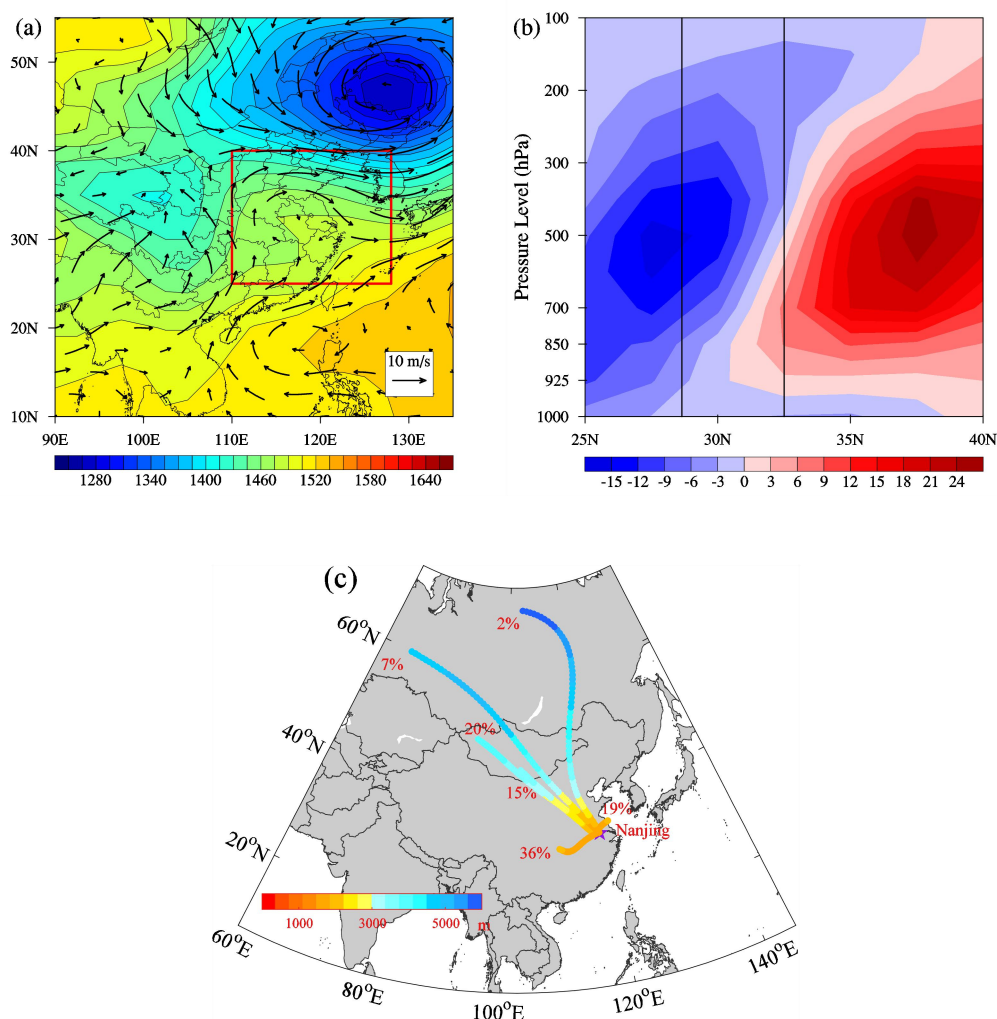 (a)
50N
40N
30N
20N
10N
90E 100E 110E 120E 130E
10 m/s
1280 1340 1400 1460 1520 1580 1640
(b)
Pressure Level (hPa)
100
200
300
500
700
850
925
1000
25N 30N 35N 40N
-15 -12 -9 -6 -3 0 3 6 9 12 15 18 21 24
(c)
2%
60°N
7%
20%
40°N
15%
19%
Nanjing
36%
20°N
1000 3000 5000 m
60°E
80°E
100°E
120°E
140°E